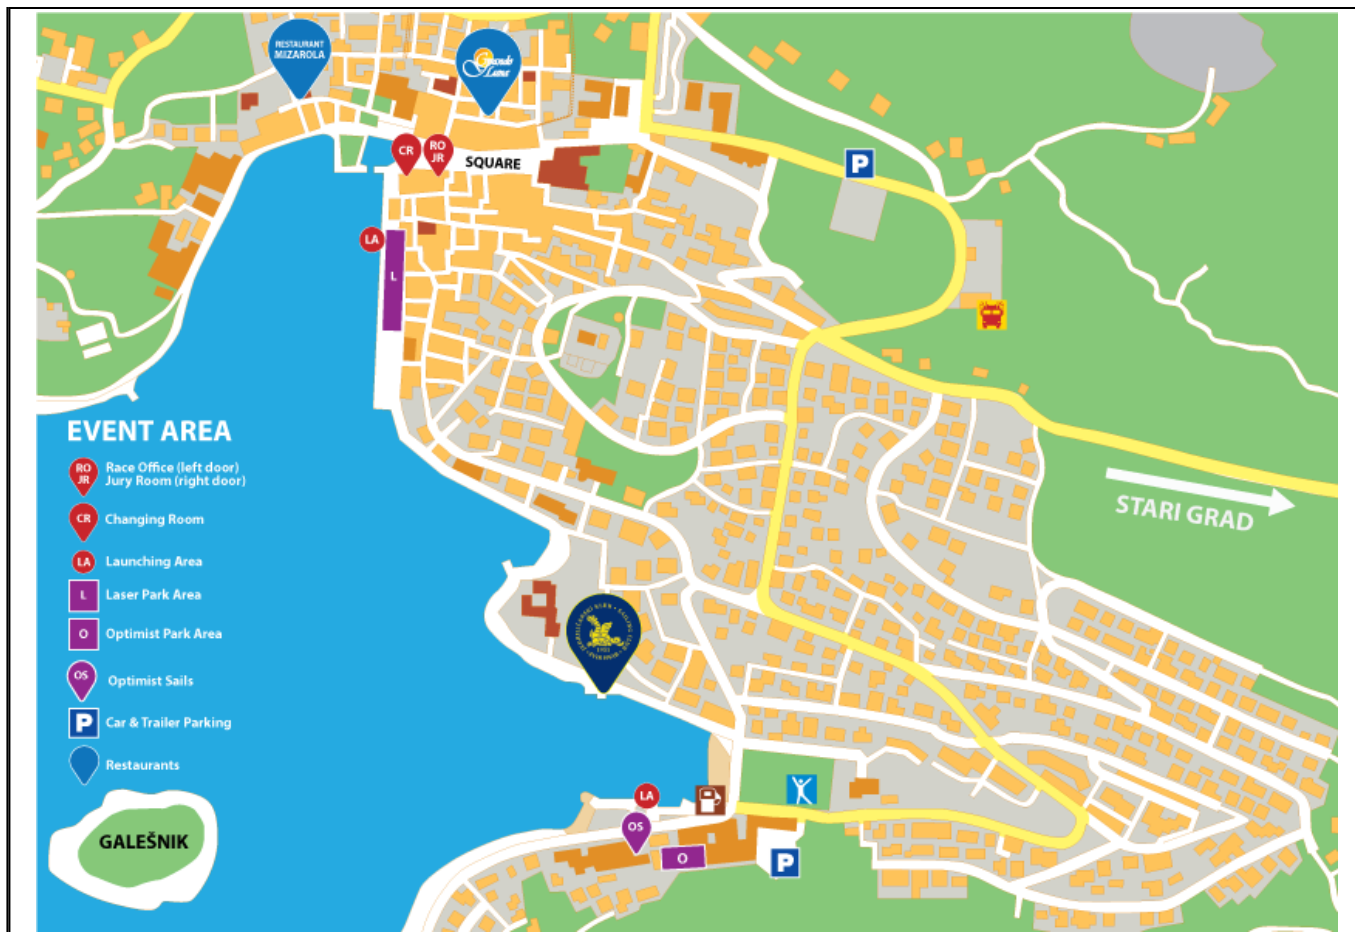 RESTAURANT
MIZAROLA
Grande
Luna
CR
RO
JR
SQUARE
P
LA
L
EVENT AREA
RO
JR
Race Office (left door)
Jury Room (right door)
CR
Changing Room
LA
Launching Area
L
Laser Park Area
O
Optimist Park Area
OS
Optimist Sails
P
Car & Trailer Parking
Restaurants
STARI GRAD
GALEŠNIK
LA
OS
O
P